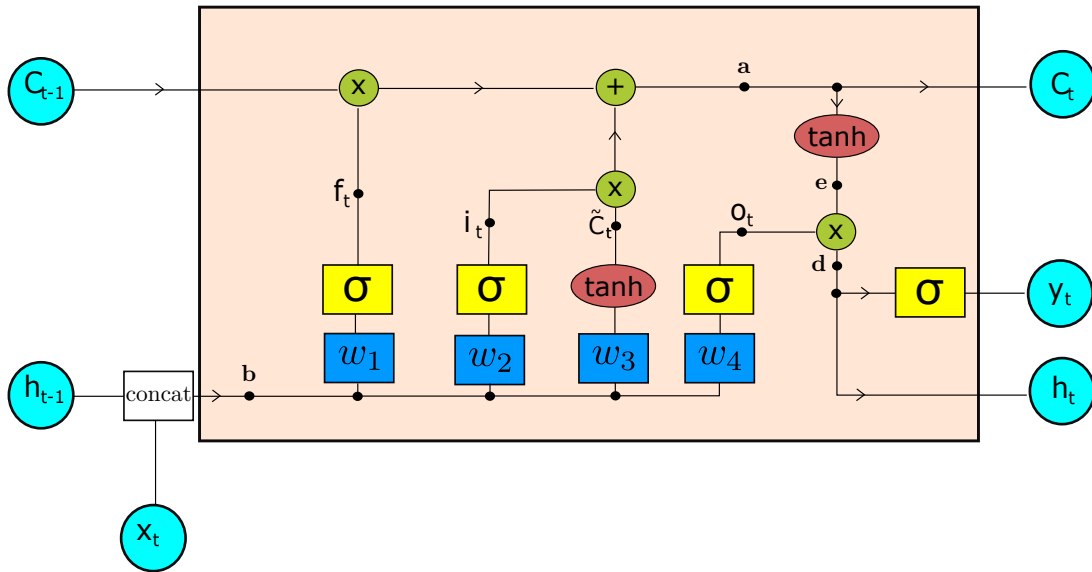 C_{t-1}
x
+
a
C_t
tanh
f_t
i_t
x
C̃_t
e
o_t
x
d
σ
σ
tanh
σ
σ
y_t
w_1
w_2
w_3
w_4
h_{t-1}
concat
b
h_t
x_t